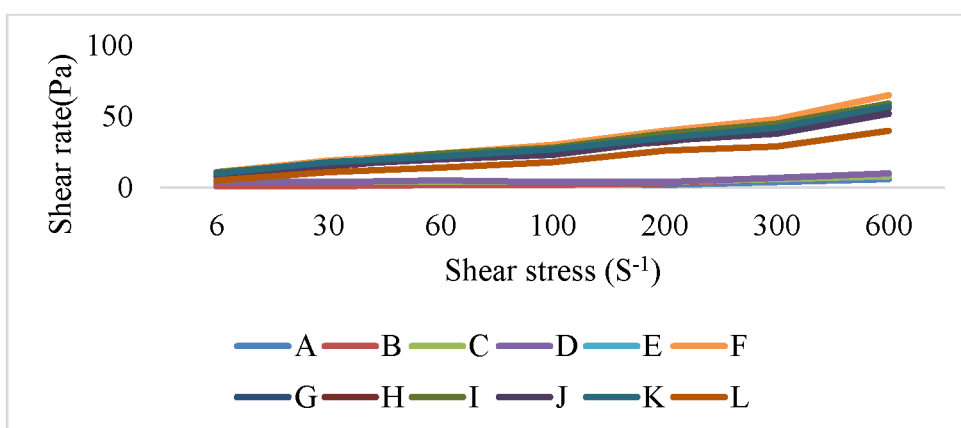 100
50
0
Shear rate(Pa)
6 30 60 100 200 300 600
Shear stress (S⁻¹)
A B C D E F
G H I J K L